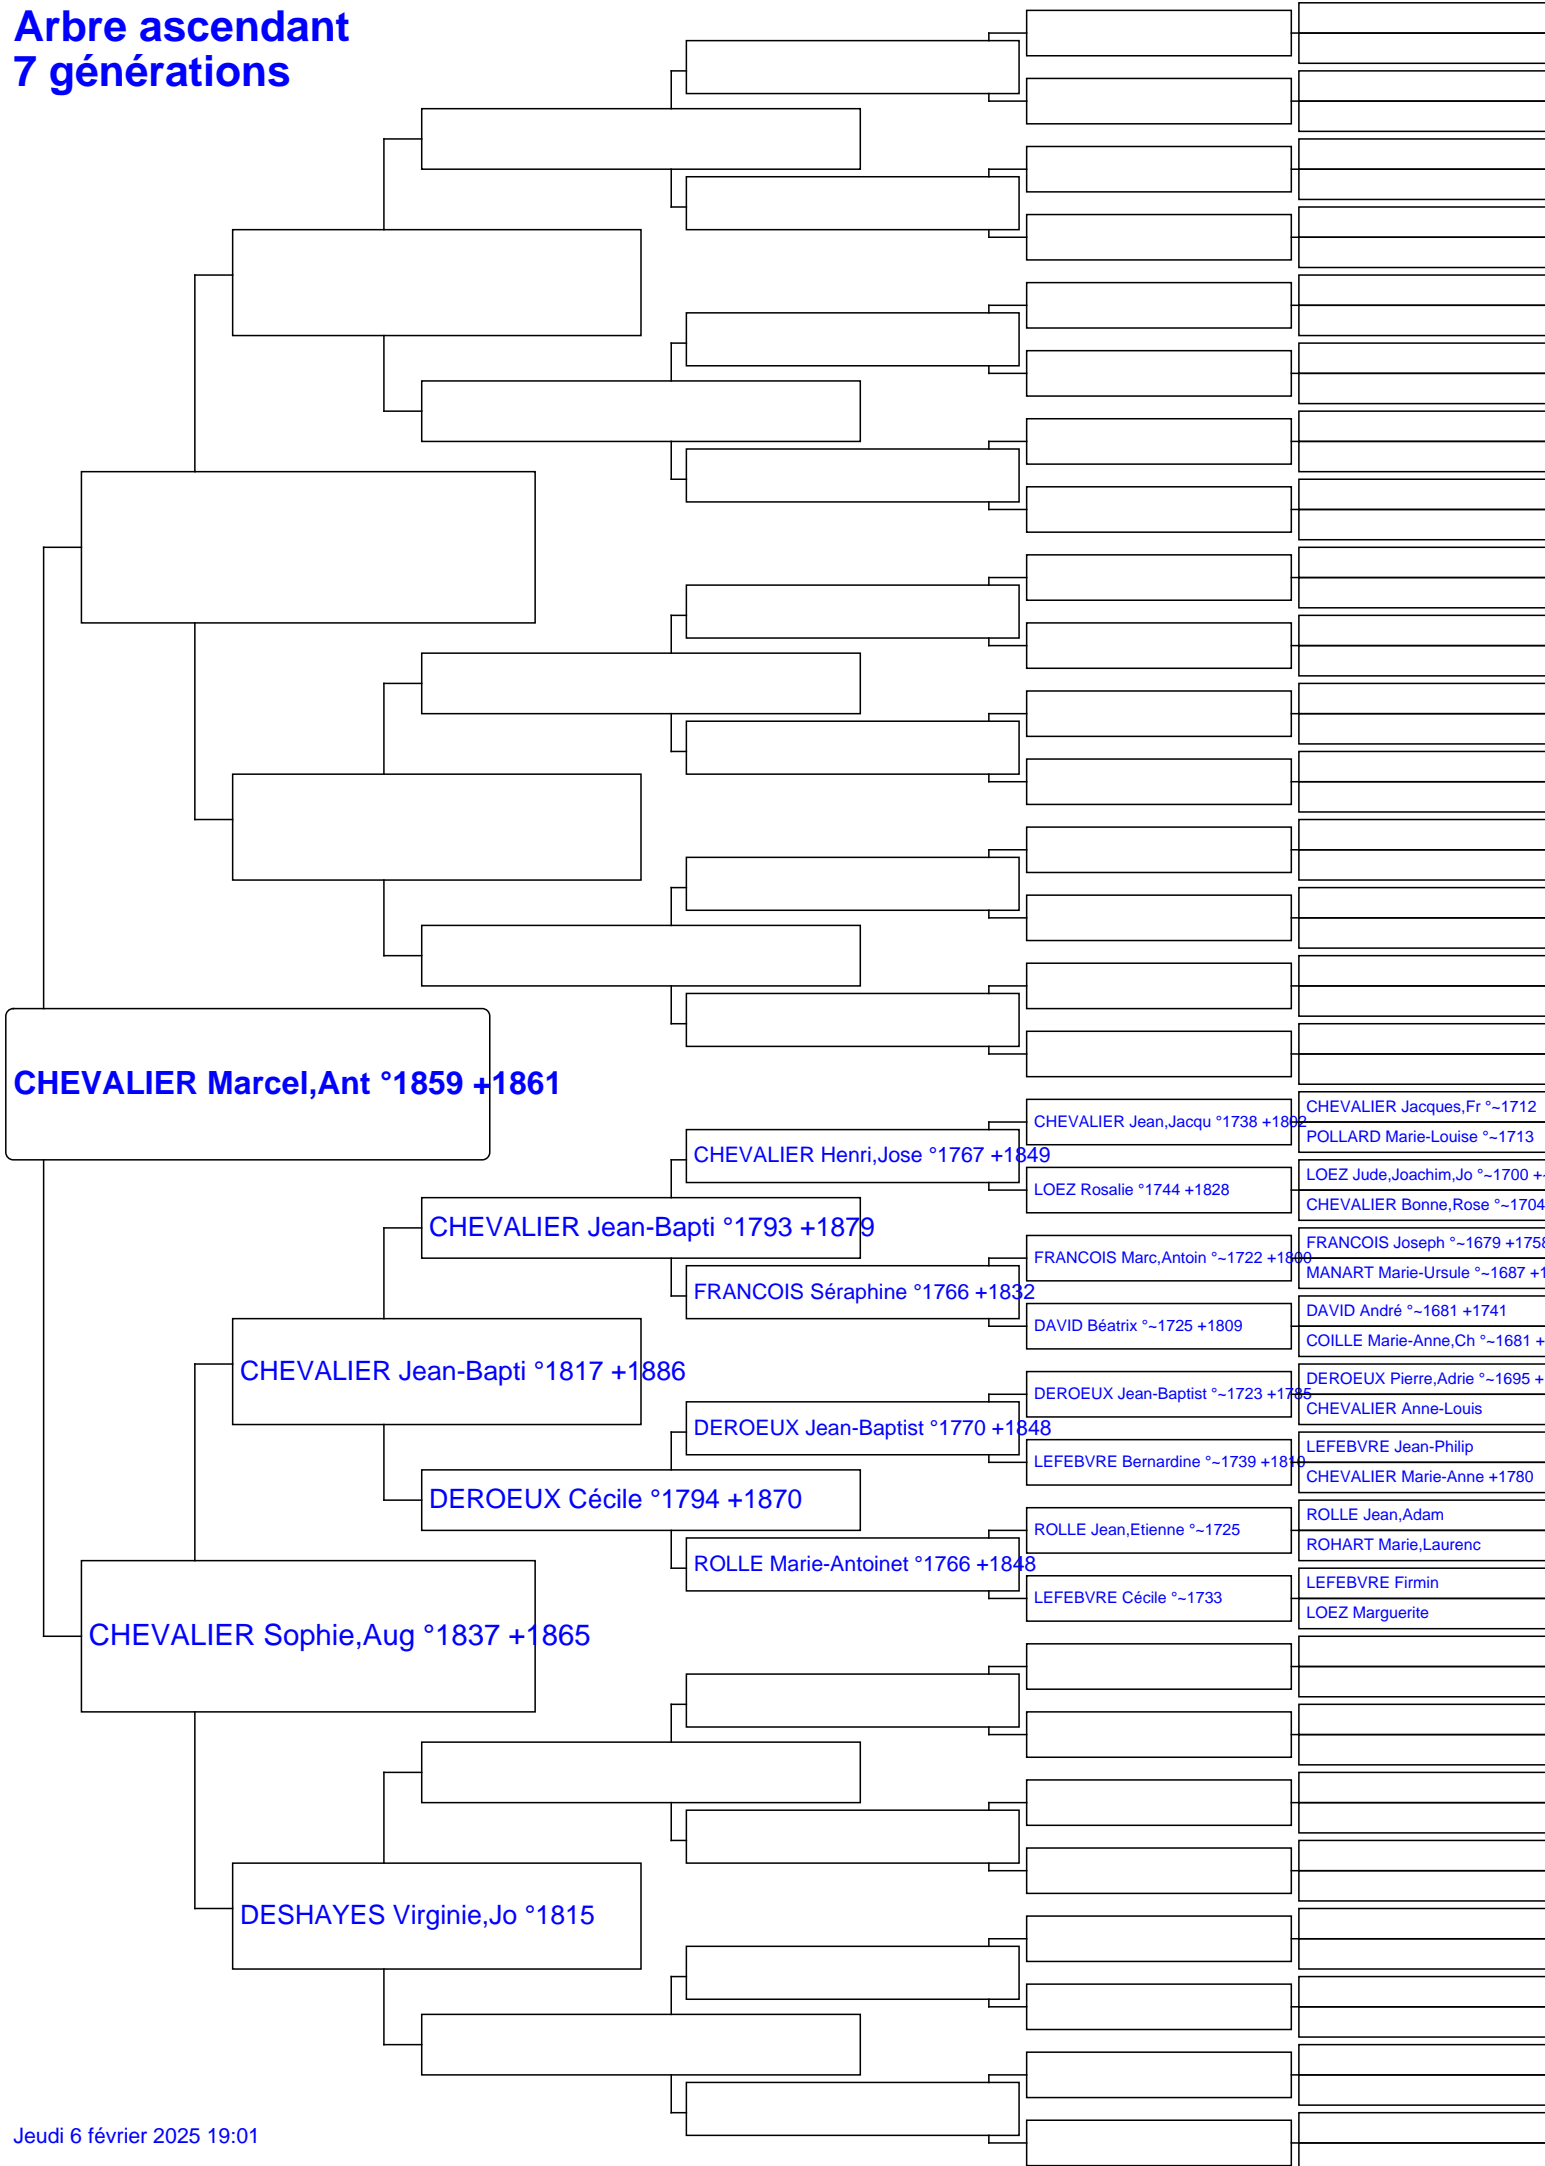 Arbre ascendant
7 générations
CHEVALIER Marcel,Ant °1859 +1861
CHEVALIER Sophie,Aug °1837 +1865
CHEVALIER Jean-Bapti °1817 +1886
DESHAYES Virginie,Jo °1815
CHEVALIER Jean-Bapti °1793 +1879
DEROEUX Cécile °1794 +1870
CHEVALIER Henri,Jose °1767 +1849
FRANCOIS Séraphine °1766 +1832
DEROEUX Jean-Baptist °1770 +1848
ROLLE Marie-Antoinet °1766 +1848
CHEVALIER Jean,Jacqu °1738 +1802
LOEZ Rosalie °1744 +1828
FRANCOIS Marc,Antoin °~1722 +1800
DAVID Béatrix °~1725 +1809
DEROEUX Jean-Baptist °~1723 +1785
LEFEBVRE Bernardine °~1739 +1810
ROLLE Jean,Etienne °~1725
LEFEBVRE Cécile °~1733
CHEVALIER Jacques,Fr °~1712
POLLARD Marie-Louise °~1713
LOEZ Jude,Joachim,Jo °~1700 +
CHEVALIER Bonne,Rose °~1704
FRANCOIS Joseph °~1679 +1758
MANART Marie-Ursule °~1687 +1
DAVID André °~1681 +1741
COILLE Marie-Anne,Ch °~1681 +
DEROEUX Pierre,Adrie °~1695 +
CHEVALIER Anne-Louis
LEFEBVRE Jean-Philip
CHEVALIER Marie-Anne +1780
ROLLE Jean,Adam
ROHART Marie,Laurenc
LEFEBVRE Firmin
LOEZ Marguerite
Jeudi 6 février 2025 19:01